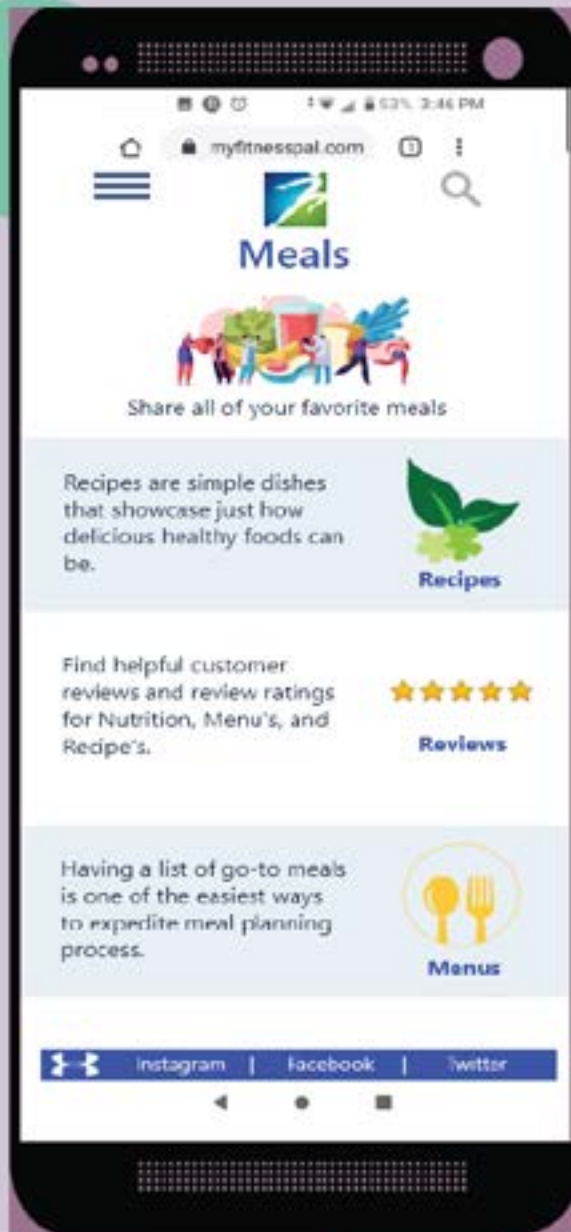 53% 3:46 PM
myfitnesspal.com
1
Meals
Share all of your favorite meals
Recipes are simple dishes
that showcase just how
delicious healthy foods can
be.
Recipes
Find helpful customer
reviews and review ratings
for Nutrition, Menu's, and
Recipe's.
Reviews
Having a list of go-to meals
is one of the easiest ways
to expedite meal planning
process.
Menus
Instagram | Facebook | Twitter